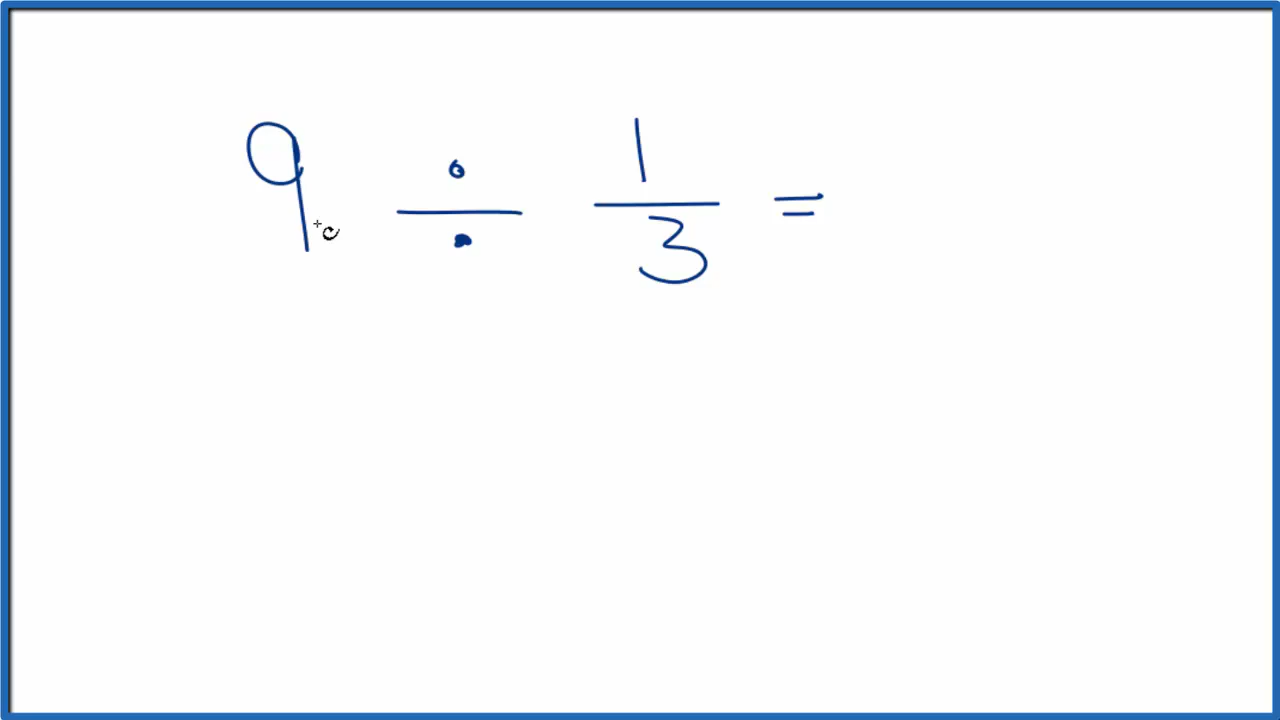 9 ÷ 1/3 =